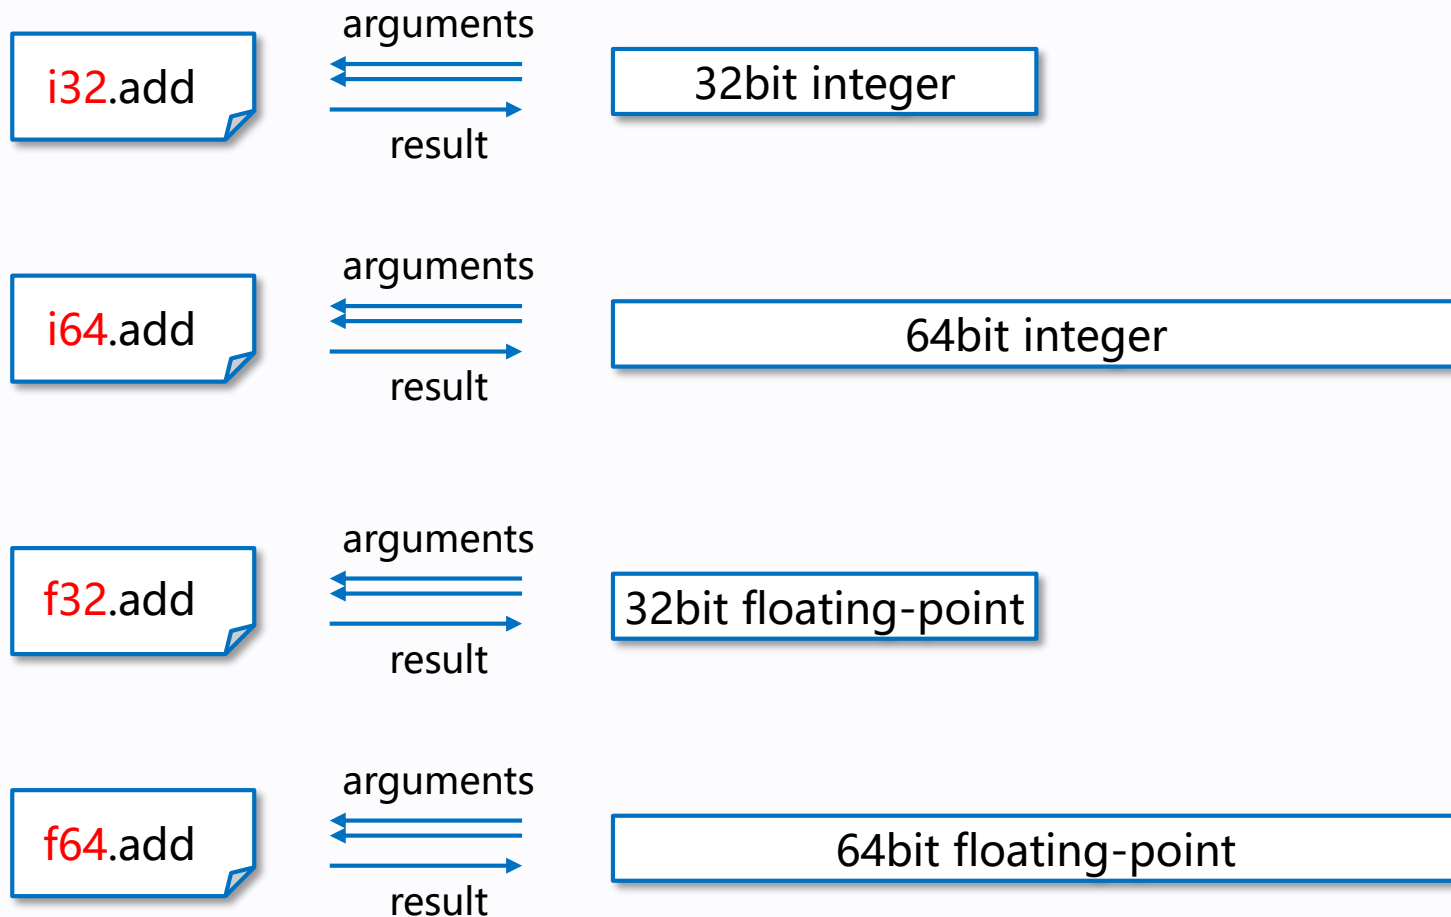 arguments
i32.add
32bit integer
result
arguments
i64.add
64bit integer
result
arguments
f32.add
32bit floating-point
result
arguments
f64.add
64bit floating-point
result